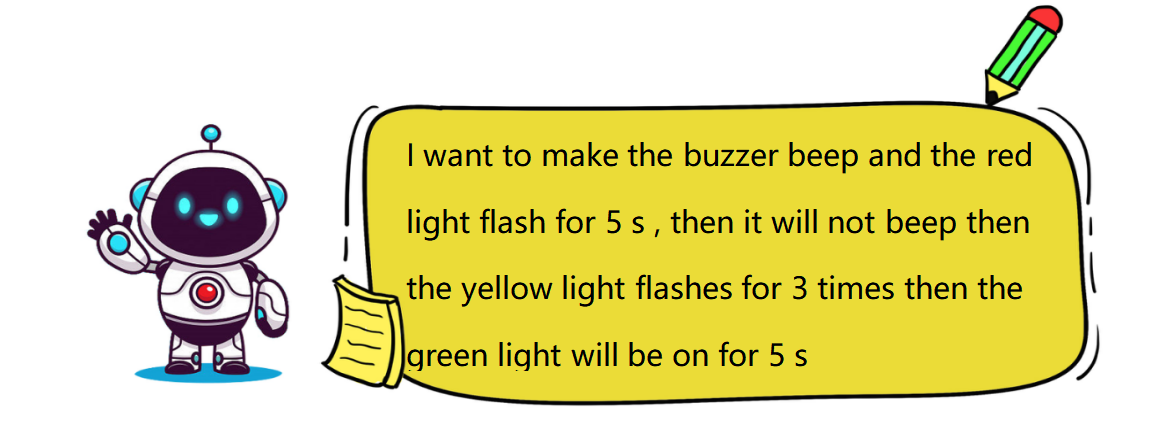 I want to make the buzzer beep and the red
light flash for 5 s , then it will not beep then
the yellow light flashes for 3 times then the
green light will be on for 5 s